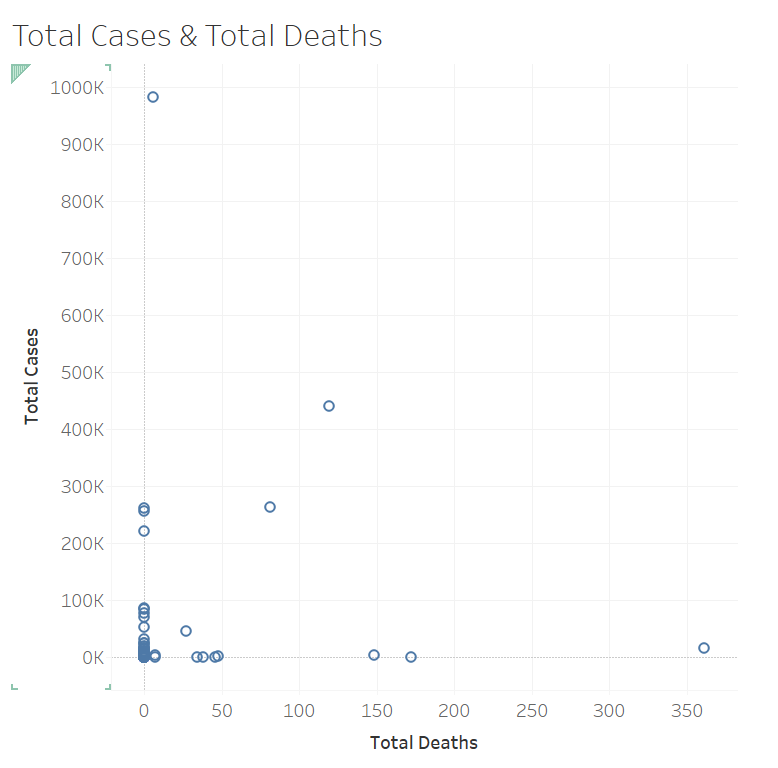 Total Cases & Total Deaths
1000K
900K
800K
700K
600K
500K
400K
300K
200K
100K
0K
Total Cases
0 50 100 150 200 250 300 350
Total Deaths